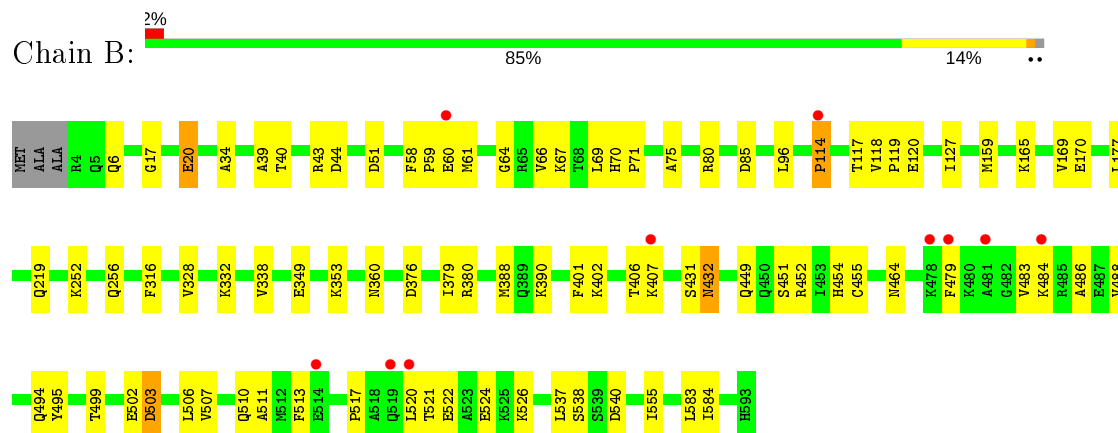 2%
Chain B:
85% 14% ••
MET ALA ALA R4 Q5 Q6 G17 E20 A34 A39 T40 R43 D44 D51 F58 P59 E60 M61 G64 R65 V66 K67 T68 L69 H70 P71 A75 R80 D85 L96 P114 T117 V118 P119 E120 I127 M159 K165 V169 E170 L177
Q219 K252 Q256 F316 V328 K332 V338 E349 K353 N360 D376 I379 R380 M388 Q389 K390 F401 K402 T406 K407 S431 N432 Q449 Q450 S451 R452 I453 H454 C455 N464 K478 F479 K480 A481 G482 V483 K484 R485 A486 E487 V488
Q494 Y495 T499 E502 D503 L506 V507 Q510 A511 M512 F513 E514 P517 A518 Q519 L520 T521 E522 A523 E524 K525 K526 L537 S538 S539 D540 I555 L583 I584 H593